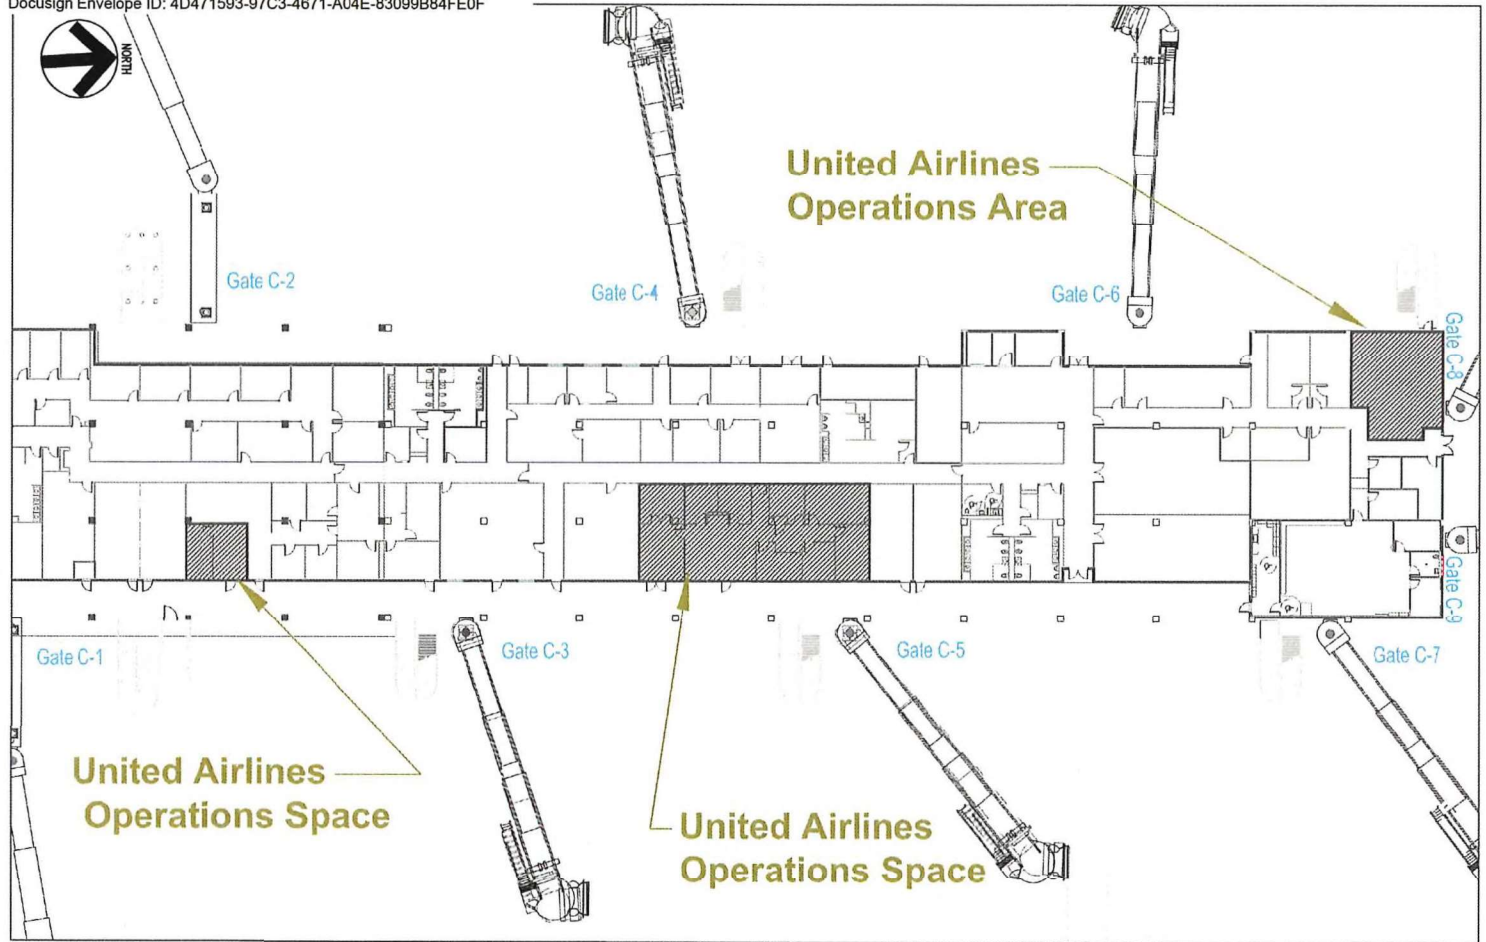 Docusign Envelope ID: 4D471593-97C3-4671-A04E-83099B84FE0F
NORTH
United Airlines
Operations Area
Gate C-2
Gate C-4
Gate C-6
Gate C-8
Gate C-9
Gate C-1
Gate C-3
Gate C-5
Gate C-7
United Airlines
Operations Space
United Airlines
Operations Space